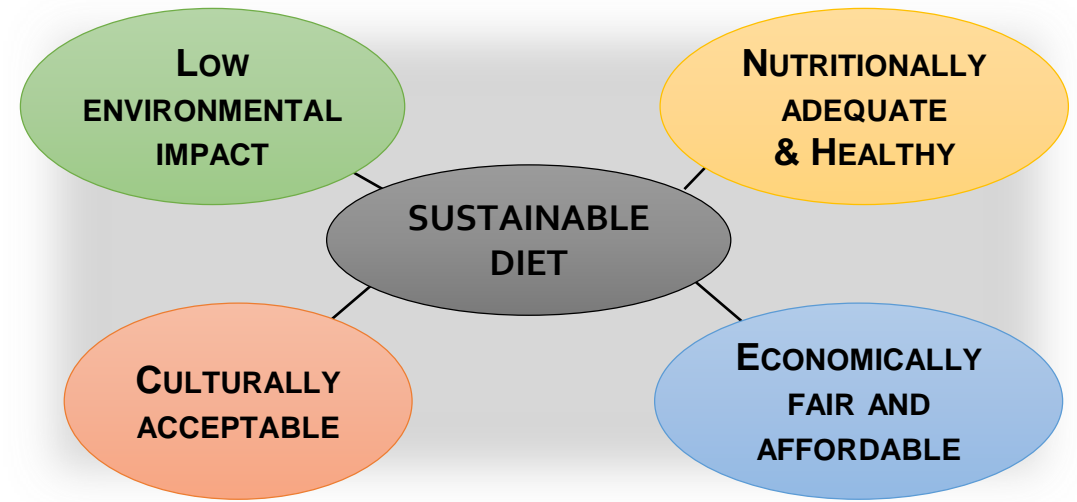 LOW
ENVIRONMENTAL
IMPACT
NUTRITIONALLY
ADEQUATE
& HEALTHY
SUSTAINABLE
DIET
CULTURALLY
ACCEPTABLE
ECONOMICALLY
FAIR AND
AFFORDABLE